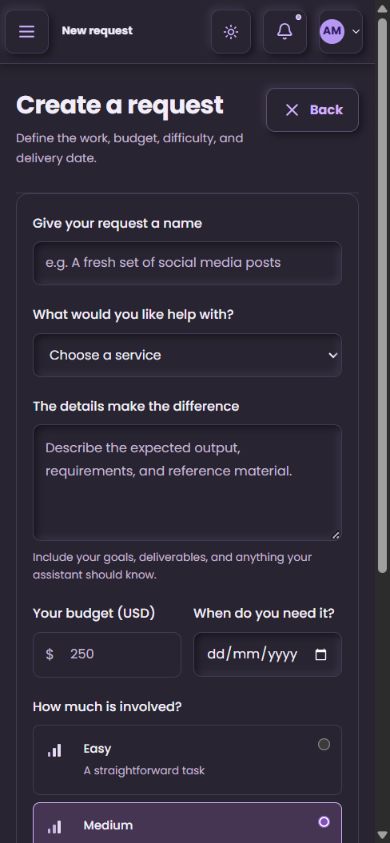 New request
AM
Create a request
Back
Define the work, budget, difficulty, and
delivery date.
Give your request a name
e.g. A fresh set of social media posts
What would you like help with?
Choose a service
The details make the difference
Describe the expected output,
requirements, and reference material.
Include your goals, deliverables, and anything your
assistant should know.
Your budget (USD)
When do you need it?
$ 250
dd/mm/yyyy
How much is involved?
Easy
A straightforward task
Medium